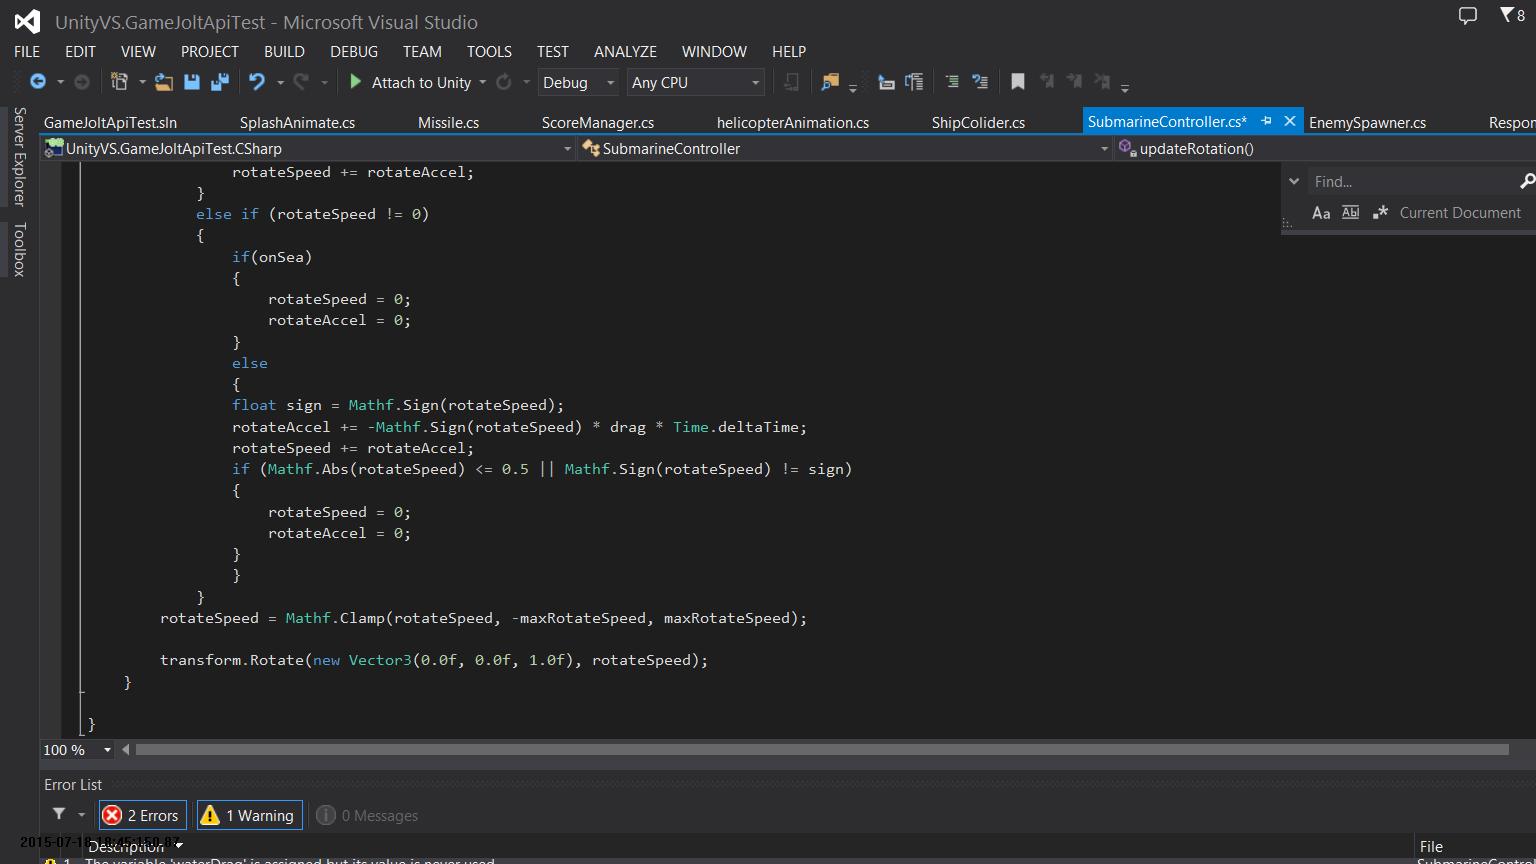 UnityVS.GameJoltApiTest - Microsoft Visual Studio
8
FILE EDIT VIEW PROJECT BUILD DEBUG TEAM TOOLS TEST ANALYZE WINDOW HELP
Attach to Unity Debug Any CPU
Server Explorer
Toolbox
GameJoltApiTest.sln SplashAnimate.cs Missile.cs ScoreManager.cs helicopterAnimation.cs ShipColider.cs SubmarineController.cs* EnemySpawner.cs Respon
UnityVS.GameJoltApiTest.CSharp SubmarineController updateRotation()
Find...
Aa Abl .* Current Document
rotateSpeed += rotateAccel;
}
else if (rotateSpeed != 0)
{
if(onSea)
{
rotateSpeed = 0;
rotateAccel = 0;
}
else
{
float sign = Mathf.Sign(rotateSpeed);
rotateAccel += -Mathf.Sign(rotateSpeed) * drag * Time.deltaTime;
rotateSpeed += rotateAccel;
if (Mathf.Abs(rotateSpeed) <= 0.5 || Mathf.Sign(rotateSpeed) != sign)
{
rotateSpeed = 0;
rotateAccel = 0;
}
}
}
rotateSpeed = Mathf.Clamp(rotateSpeed, -maxRotateSpeed, maxRotateSpeed);
transform.Rotate(new Vector3(0.0f, 0.0f, 1.0f), rotateSpeed);
}
}
100 %
Error List
2 Errors 1 Warning 0 Messages
Description File
1 The variable 'waterDrag' is assigned but its value is never used SubmarineContro